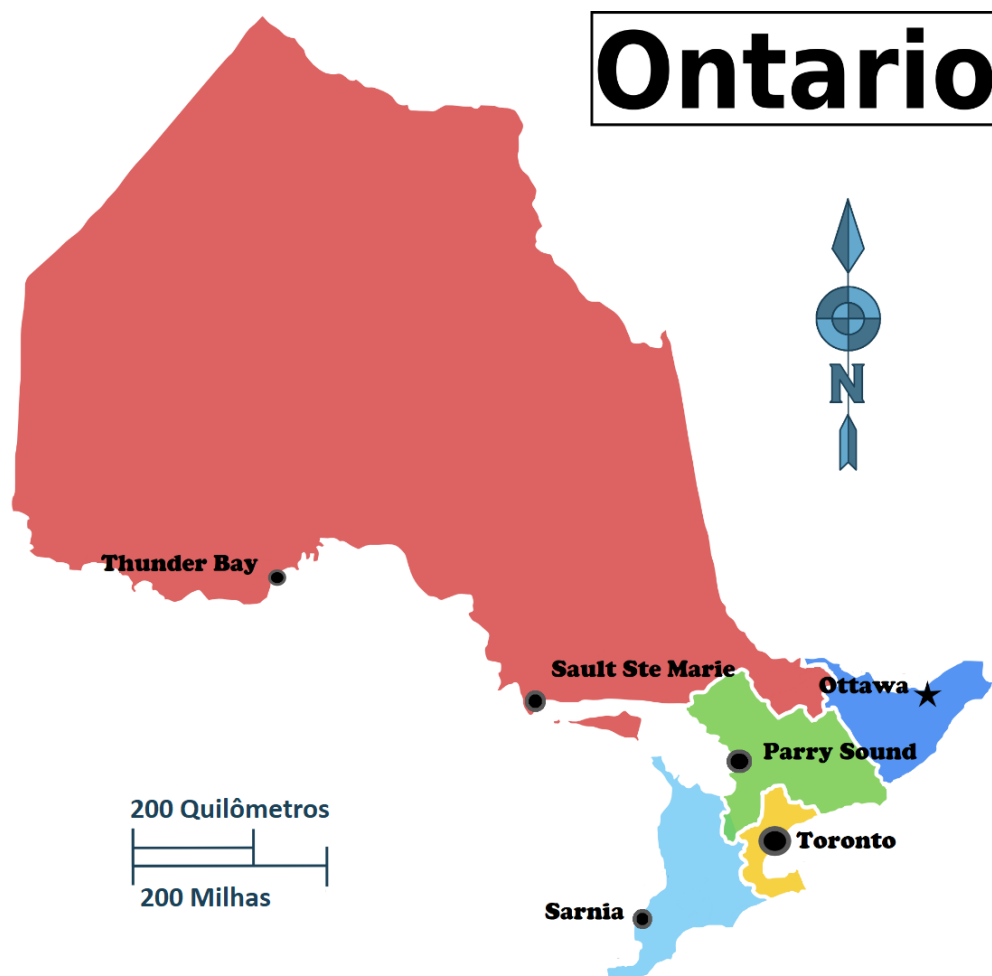 Ontario
N
Thunder Bay
Sault Ste Marie
Ottawa
Parry Sound
200 Quilômetros
Toronto
200 Milhas
Sarnia